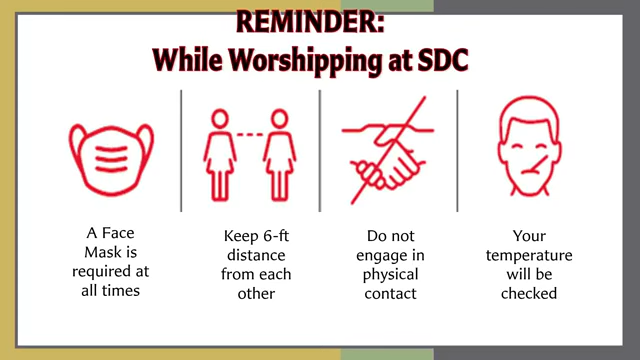 REMINDER:
While Worshipping at SDC
A Face
Mask is
required at
all times
Keep 6-ft
distance
from each
other
Do not
engage in
physical
contact
Your
temperature
will be
checked